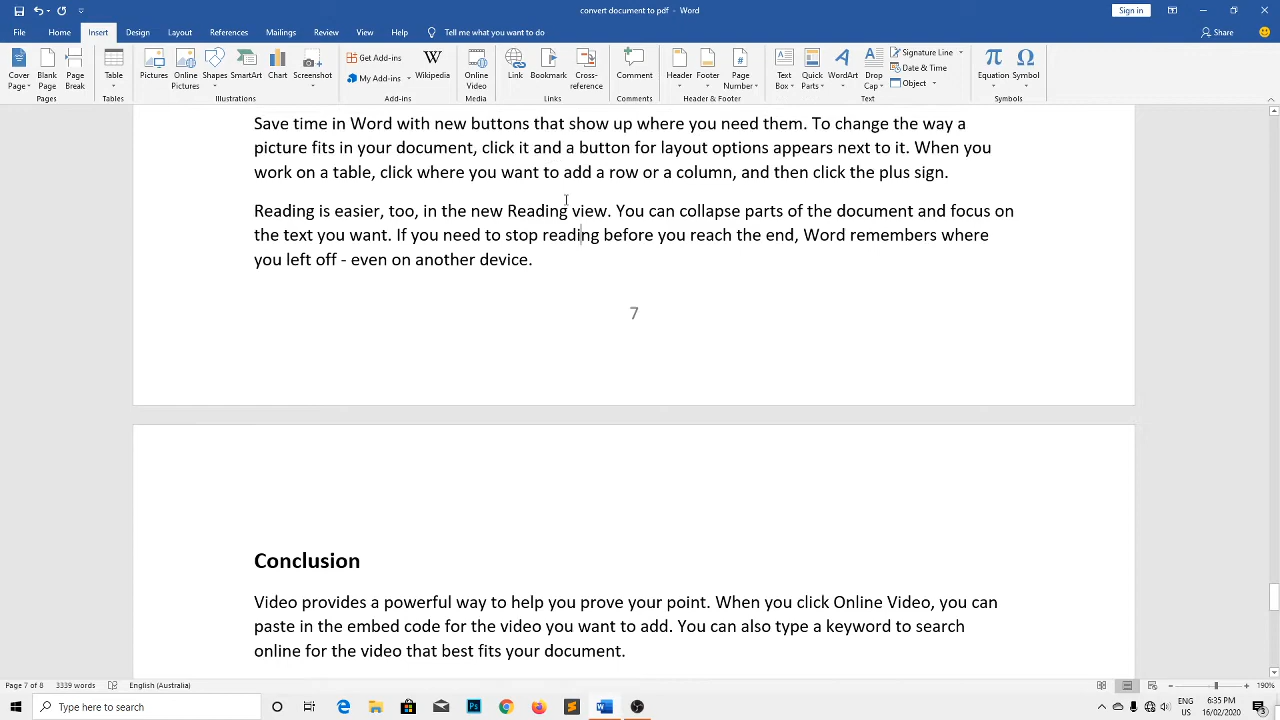 convert document to pdf - Word
Sign in
File Home Insert Design Layout References Mailings Review View Help Tell me what you want to do
Share
Cover Page
Blank Page
Page Break
Pages
Table
Tables
Pictures
Online Pictures
Shapes
SmartArt
Chart
Screenshot
Illustrations
Get Add-ins
My Add-ins
Wikipedia
Add-ins
Online Video
Media
Link
Bookmark
Cross-reference
Links
Comment
Comments
Header
Footer
Page Number
Header & Footer
Text Box
Quick Parts
WordArt
Drop Cap
Signature Line
Date & Time
Object
Text
Equation
Symbol
Symbols
Save time in Word with new buttons that show up where you need them. To change the way a
picture fits in your document, click it and a button for layout options appears next to it. When you
work on a table, click where you want to add a row or a column, and then click the plus sign.
Reading is easier, too, in the new Reading view. You can collapse parts of the document and focus on
the text you want. If you need to stop reading before you reach the end, Word remembers where
you left off - even on another device.
7
Conclusion
Video provides a powerful way to help you prove your point. When you click Online Video, you can
paste in the embed code for the video you want to add. You can also type a keyword to search
online for the video that best fits your document.
Page 7 of 8 3339 words English (Australia)
190%
Type here to search
ENG
US
6:35 PM
16/02/2020